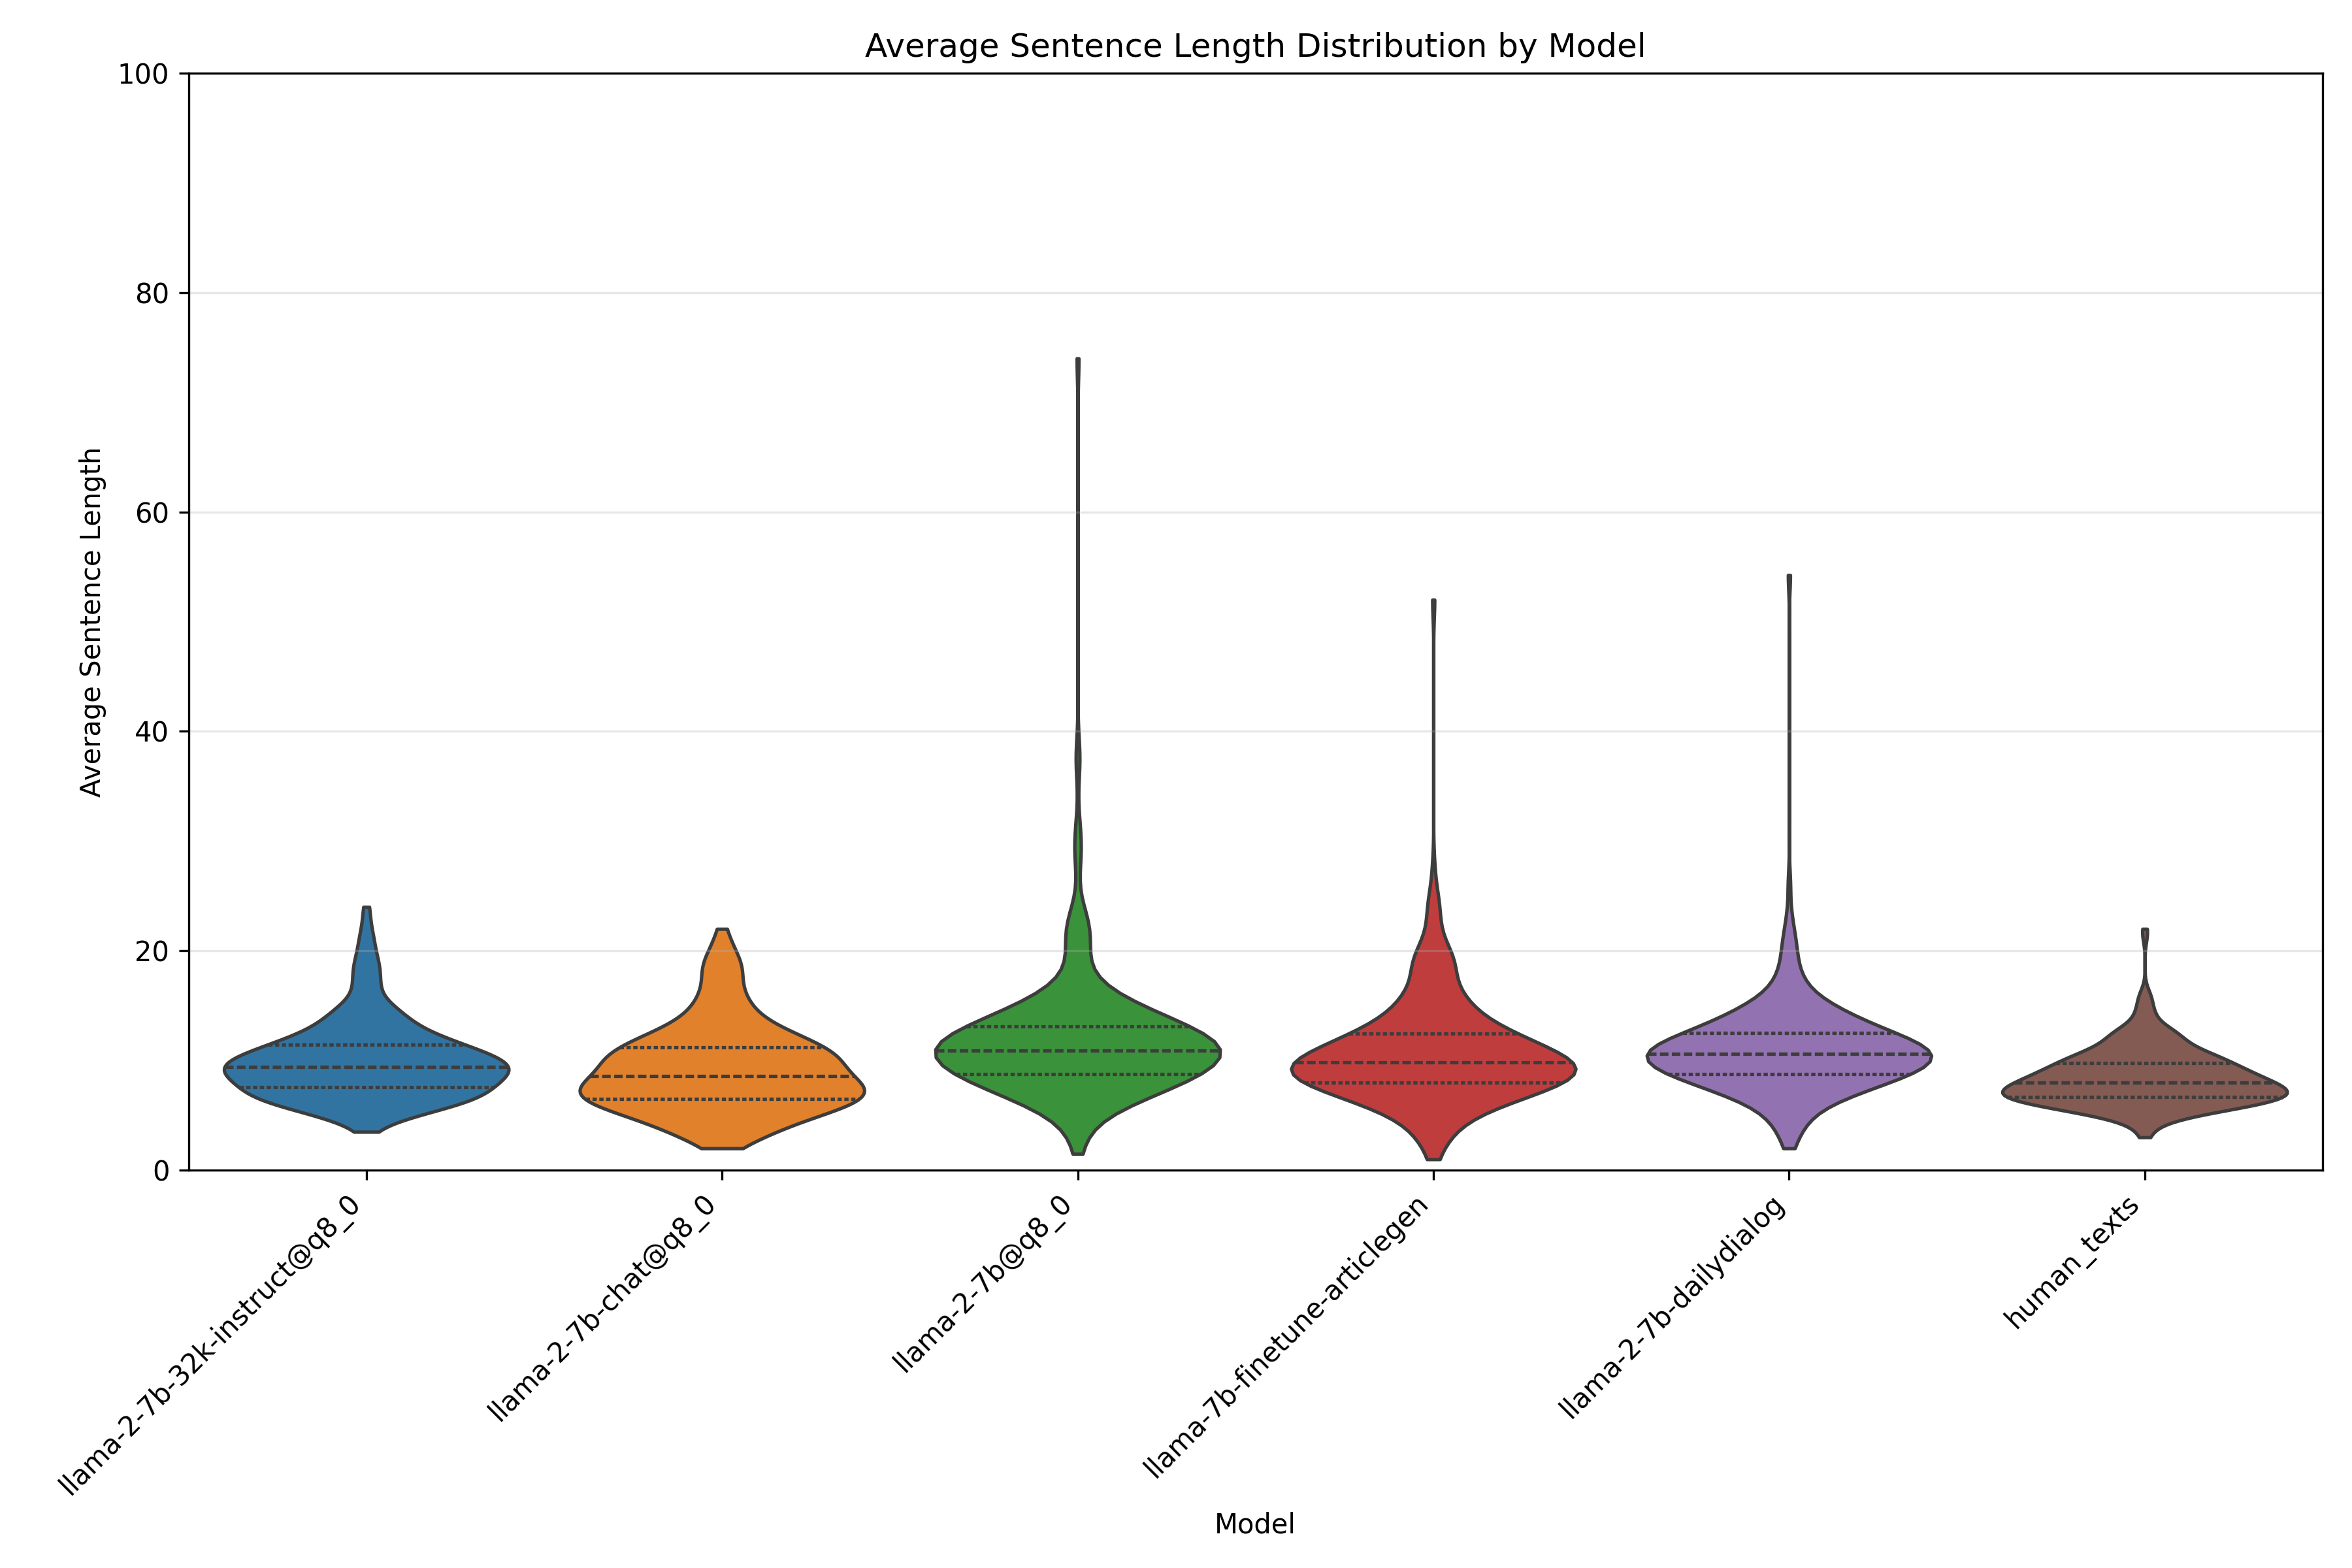 Average Sentence Length Distribution by Model
100
80
60
40
20
0
Average Sentence Length
llama-2-7b-32k-instruct@q8_0
llama-2-7b-chat@q8_0
llama-2-7b@q8_0
llama-7b-finetune-articlegen
llama-2-7b-dailydialog
human_texts
Model